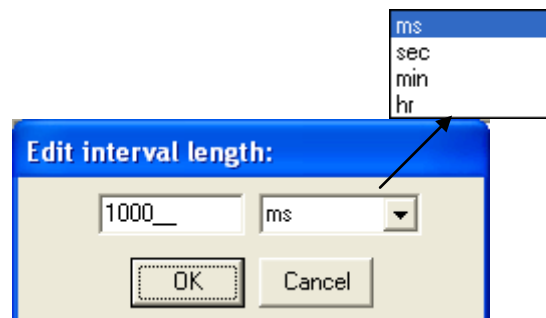 ms
sec
min
hr
Edit interval length:
1000__ ms
OK Cancel